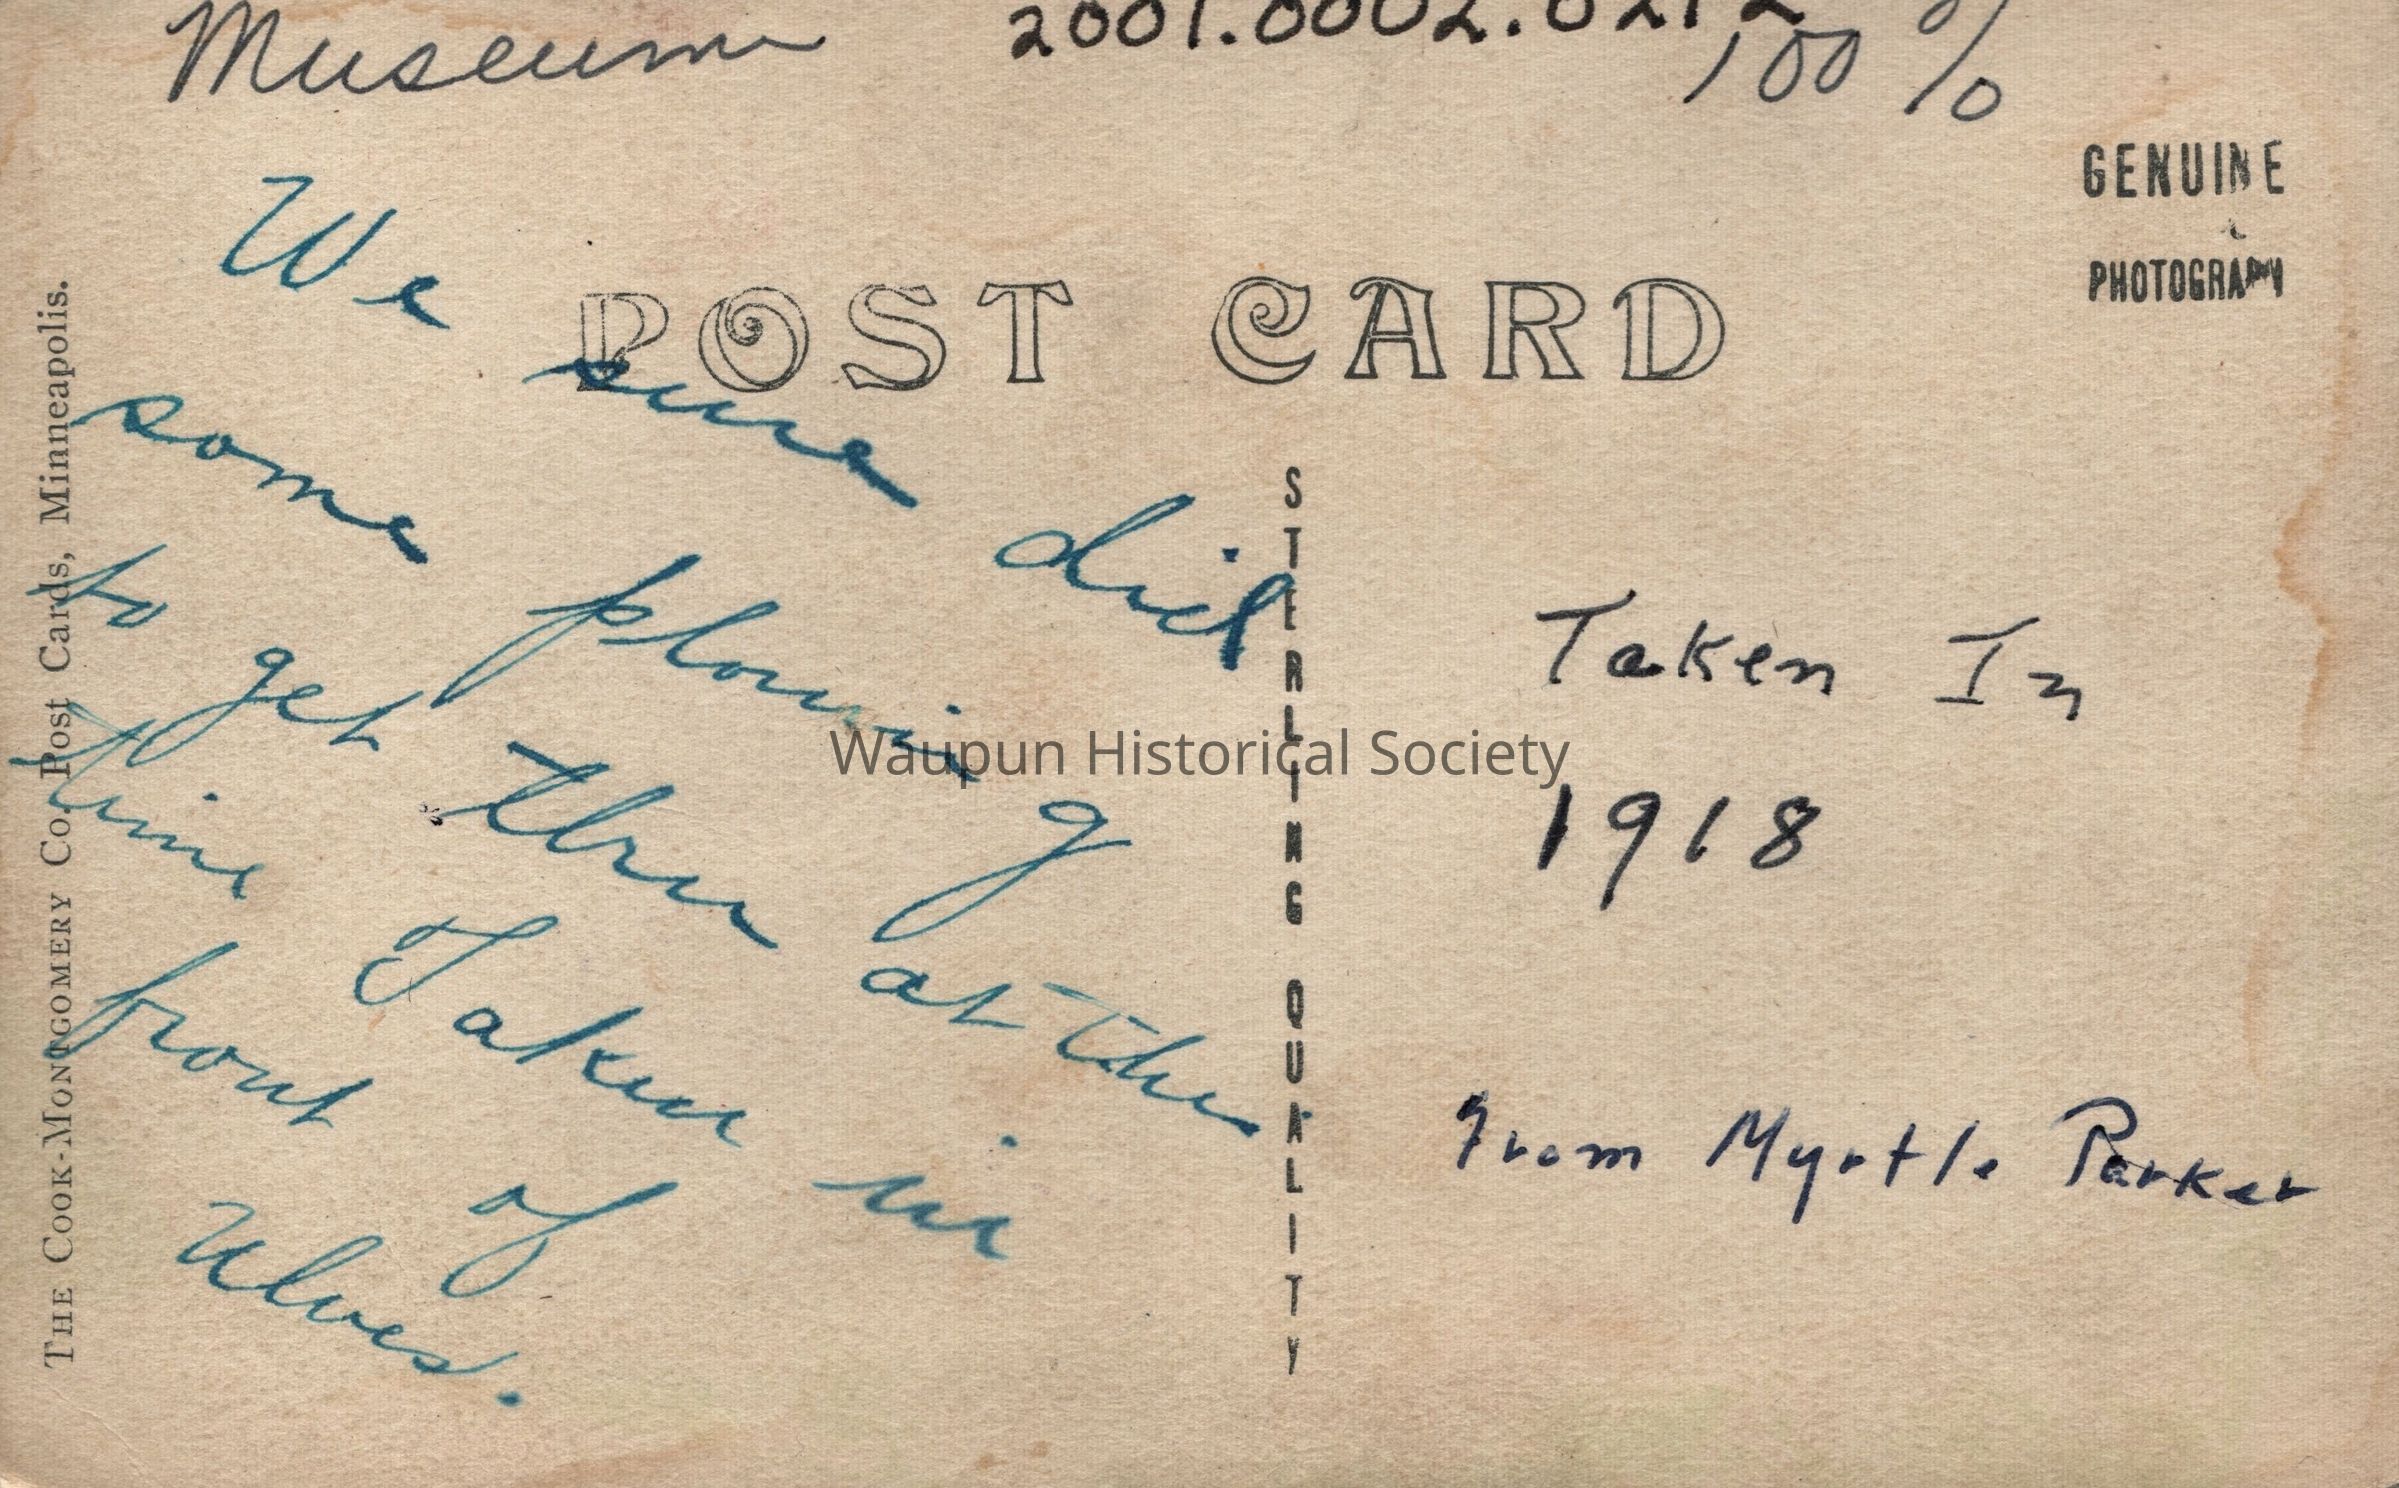 Museum
2001.0002.0212
100 %
GENUINE
PHOTOGRAPH
POST CARD
We sure did
some plowing
to get thru at the
time Taken in
front of
Ulves.
THE COOK-MONTGOMERY CO. Post Cards, Minneapolis.
STERLING QUALITY
Taken In
1918
From Myrtle Parker
Waupun Historical Society